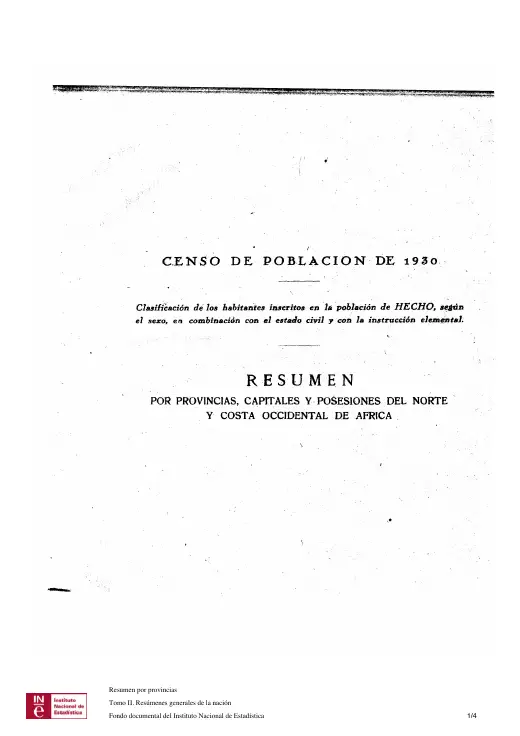 CENSO DE POBLACION DE 1930
Clasificación de los habitantes inscritos en la población de HECHO, según
el sexo, en combinación con el estado civil y con la instrucción elemental.
RESUMEN
POR PROVINCIAS, CAPITALES Y POSESIONES DEL NORTE
Y COSTA OCCIDENTAL DE AFRICA
Resumen por provincias
Tomo II. Resúmenes generales de la nación
Fondo documental del Instituto Nacional de Estadística
1/4
INe
Instituto
Nacional de
Estadística